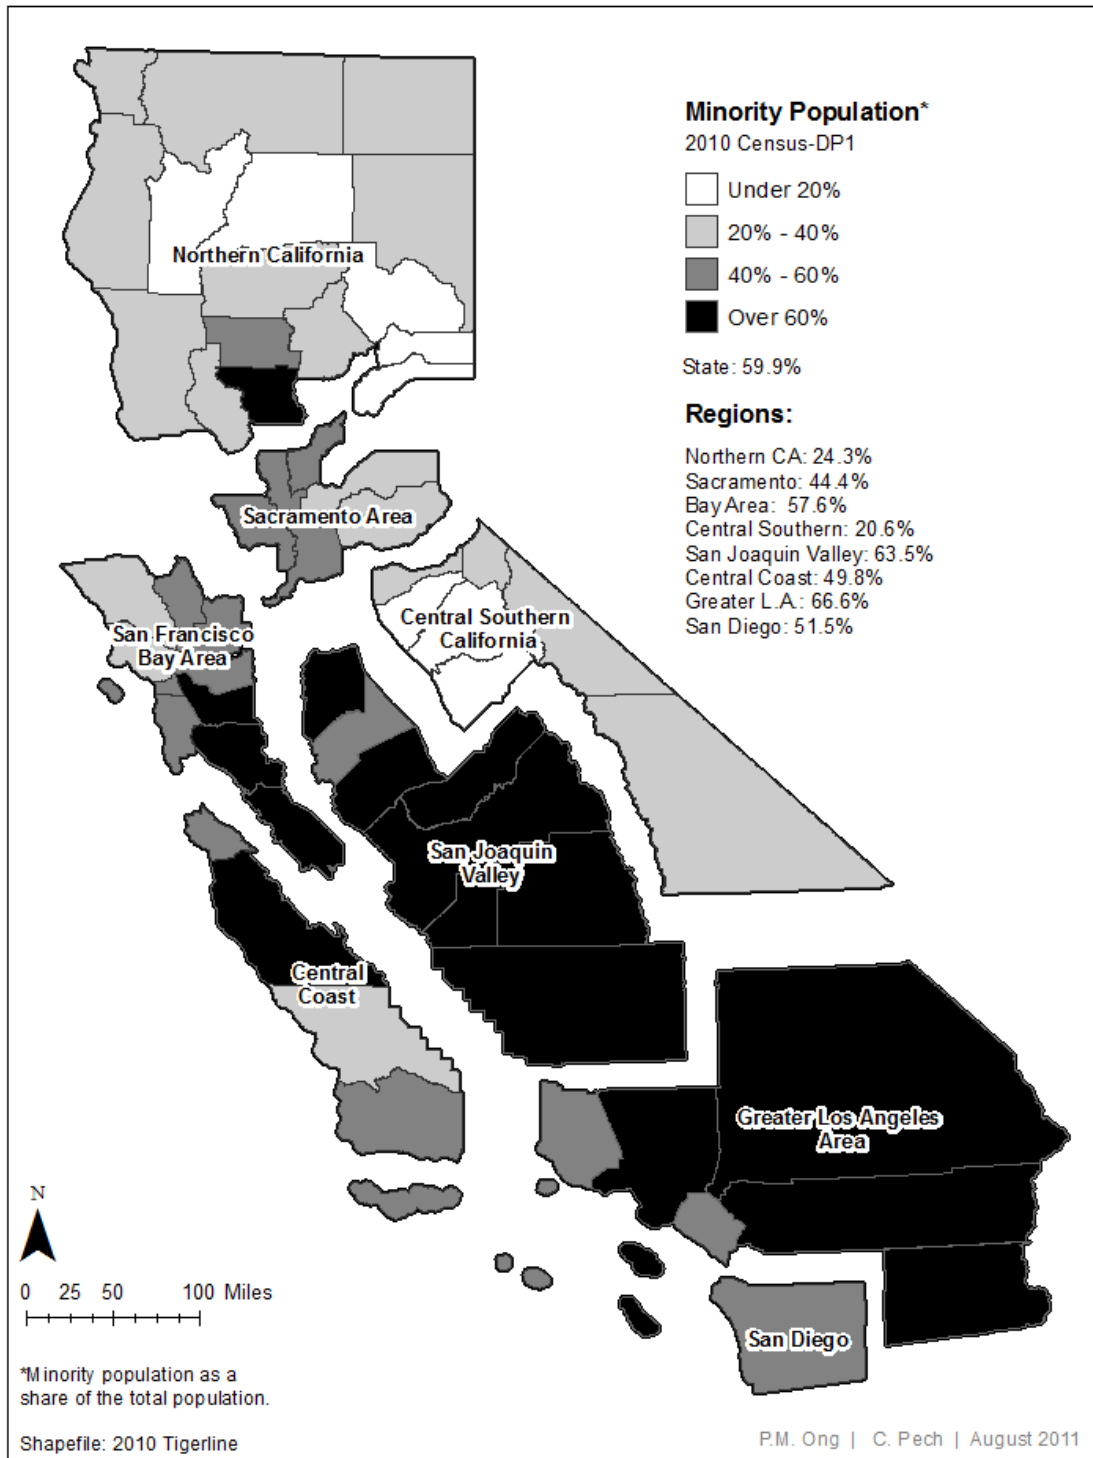 Minority Population*
2010 Census-DP1
Under 20%
20% - 40%
40% - 60%
Over 60%
State: 59.9%
Regions:
Northern CA: 24.3%
Sacramento: 44.4%
Bay Area: 57.6%
Central Southern: 20.6%
San Joaquin Valley: 63.5%
Central Coast: 49.8%
Greater L.A.: 66.6%
San Diego: 51.5%
Northern California
Sacramento Area
San Francisco
Bay Area
Central Southern
California
San Joaquin
Valley
Central
Coast
Greater Los Angeles
Area
San Diego
N
0 25 50 100 Miles
*Minority population as a
share of the total population.
Shapefile: 2010 Tigerline
P.M. Ong | C. Pech | August 2011